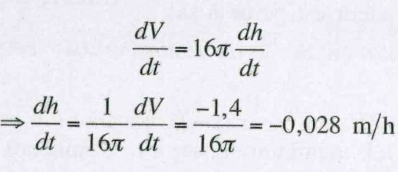 dV/dt = 16π dh/dt
⇒ dh/dt = 1/16π dV/dt = −1,4/16π = −0,028 m/h